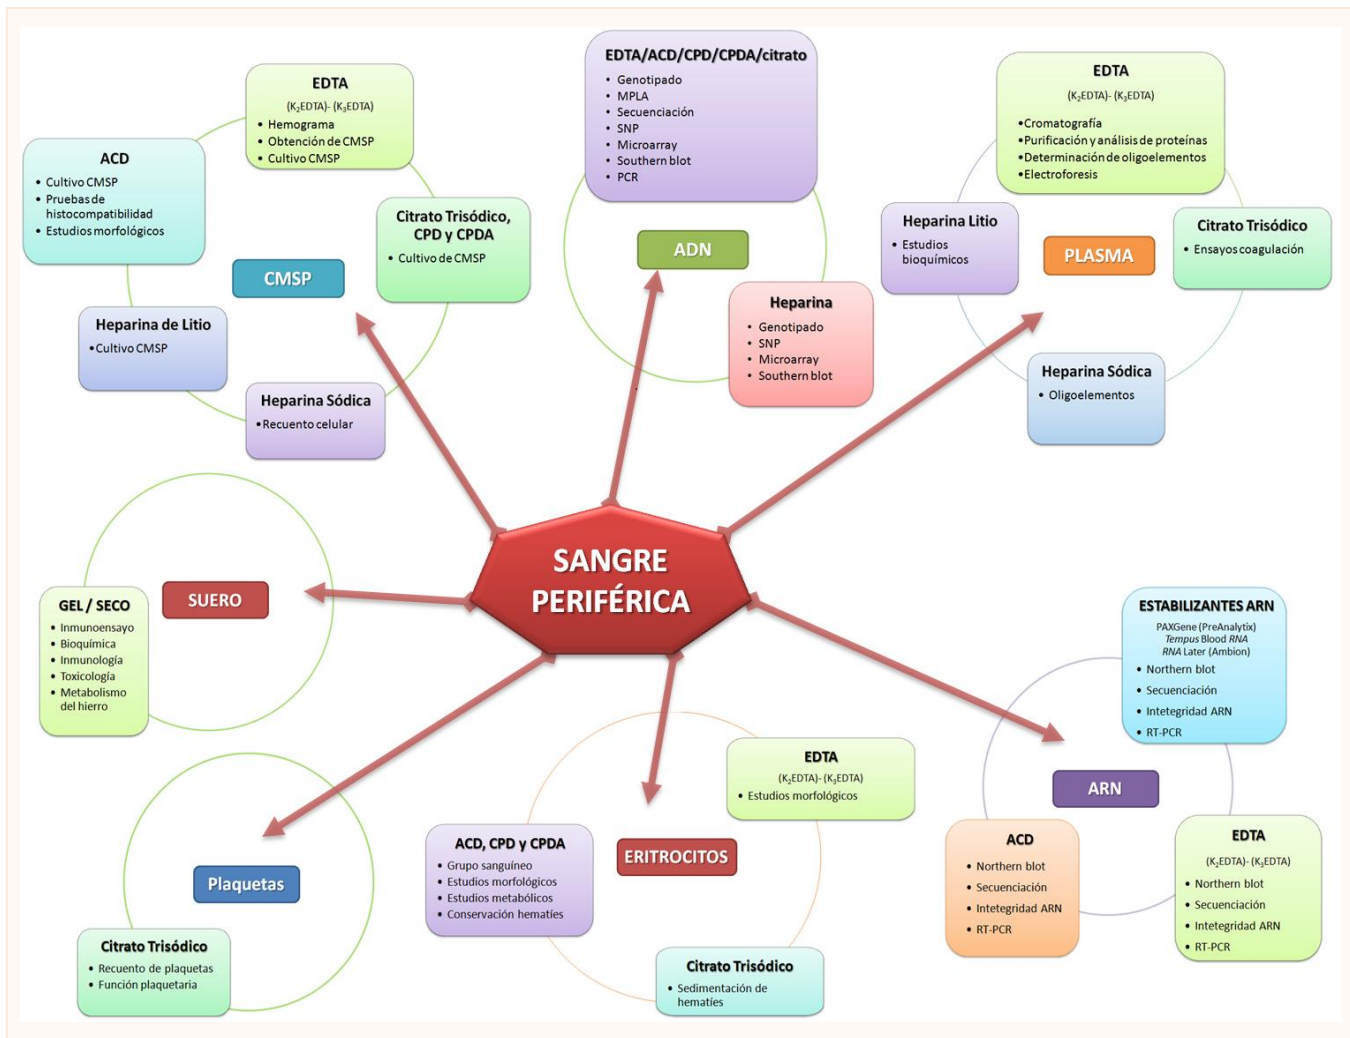 EDTA
(K₂EDTA)- (K₃EDTA)
• Hemograma
• Obtención de CMSP
• Cultivo CMSP
ACD
• Cultivo CMSP
• Pruebas de
histocompatibilidad
• Estudios morfológicos
Citrato Trisódico,
CPD y CPDA
• Cultivo de CMSP
CMSP
Heparina de Litio
• Cultivo CMSP
Heparina Sódica
• Recuento celular
EDTA/ACD/CPD/CPDA/citrato
• Genotipado
• MPLA
• Secuenciación
• SNP
• Microarray
• Southern blot
• PCR
ADN
Heparina
• Genotipado
• SNP
• Microarray
• Southern blot
EDTA
(K₂EDTA)- (K₃EDTA)
• Cromatografía
• Purificación y análisis de proteínas
• Determinación de oligoelementos
• Electroforesis
Heparina Litio
• Estudios
bioquímicos
PLASMA
Citrato Trisódico
• Ensayos coagulación
Heparina Sódica
• Oligoelementos
SANGRE
PERIFÉRICA
SUERO
GEL / SECO
• Inmunoensayo
• Bioquímica
• Inmunología
• Toxicología
• Metabolismo
del hierro
Plaquetas
Citrato Trisódico
• Recuento de plaquetas
• Función plaquetaria
EDTA
(K₂EDTA)- (K₃EDTA)
• Estudios morfológicos
ACD, CPD y CPDA
• Grupo sanguíneo
• Estudios morfológicos
• Estudios metabólicos
• Conservación hematíes
ERITROCITOS
Citrato Trisódico
• Sedimentación de
hematíes
ESTABILIZANTES ARN
PAXGene (PreAnalytix)
Tempus Blood RNA
RNA Later (Ambion)
• Northern blot
• Secuenciación
• Intetegridad ARN
• RT-PCR
ARN
ACD
• Northern blot
• Secuenciación
• Intetegridad ARN
• RT-PCR
EDTA
(K₂EDTA)- (K₃EDTA)
• Northern blot
• Secuenciación
• Intetegridad ARN
• RT-PCR